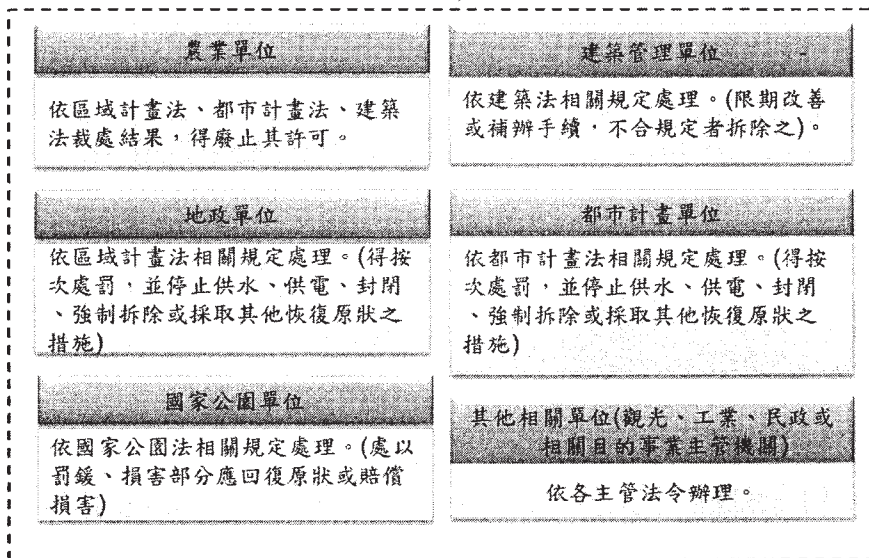 農業單位
依區域計畫法、都市計畫法、建築
法裁處結果，得廢止其許可。
建築管理單位
依建築法相關規定處理。(限期改善
或補辦手續，不合規定者拆除之)。
地政單位
依區域計畫法相關規定處理。(得按
次處罰，並停止供水、供電、封閉
、強制拆除或採取其他恢復原狀之
措施)
都市計畫單位
依都市計畫法相關規定處理。(得按
次處罰，並停止供水、供電、封閉
、強制拆除或採取其他恢復原狀之
措施)
國家公園單位
依國家公園法相關規定處理。(處以
罰鍰、損害部分應回復原狀或賠償
損害)
其他相關單位(觀光、工業、民政或
相關目的事業主管機關)
依各主管法令辦理。